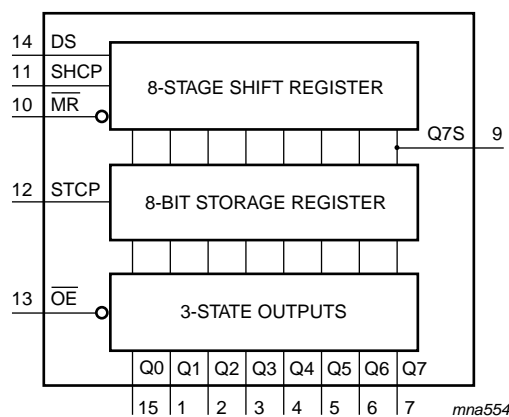 14 DS
11 SHCP
8-STAGE SHIFT REGISTER
10 M̅R̅
Q7S 9
12 STCP
8-BIT STORAGE REGISTER
13 O̅E̅
3-STATE OUTPUTS
Q0 Q1 Q2 Q3 Q4 Q5 Q6 Q7
15 1 2 3 4 5 6 7
mna554